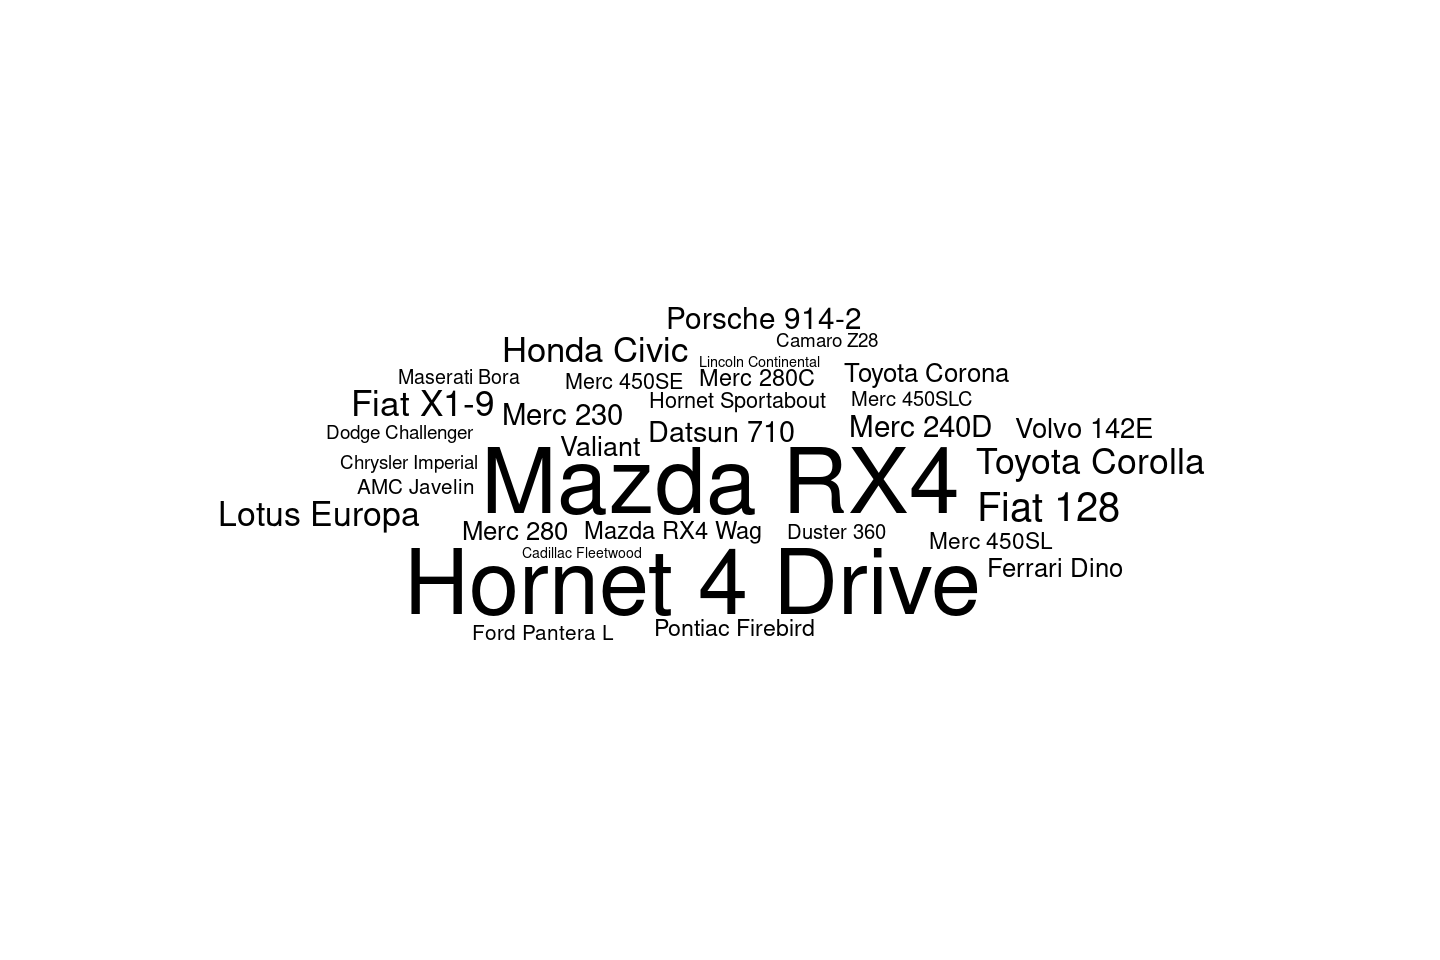 Porsche 914-2
Camaro Z28
Honda Civic
Lincoln Continental
Maserati Bora
Merc 450SE
Merc 280C
Toyota Corona
Fiat X1-9
Merc 230
Hornet Sportabout
Merc 450SLC
Dodge Challenger
Valiant
Datsun 710
Merc 240D
Volvo 142E
Chrysler Imperial
Mazda RX4
Toyota Corolla
AMC Javelin
Lotus Europa
Fiat 128
Merc 280
Mazda RX4 Wag
Duster 360
Merc 450SL
Cadillac Fleetwood
Hornet 4 Drive
Ferrari Dino
Ford Pantera L
Pontiac Firebird